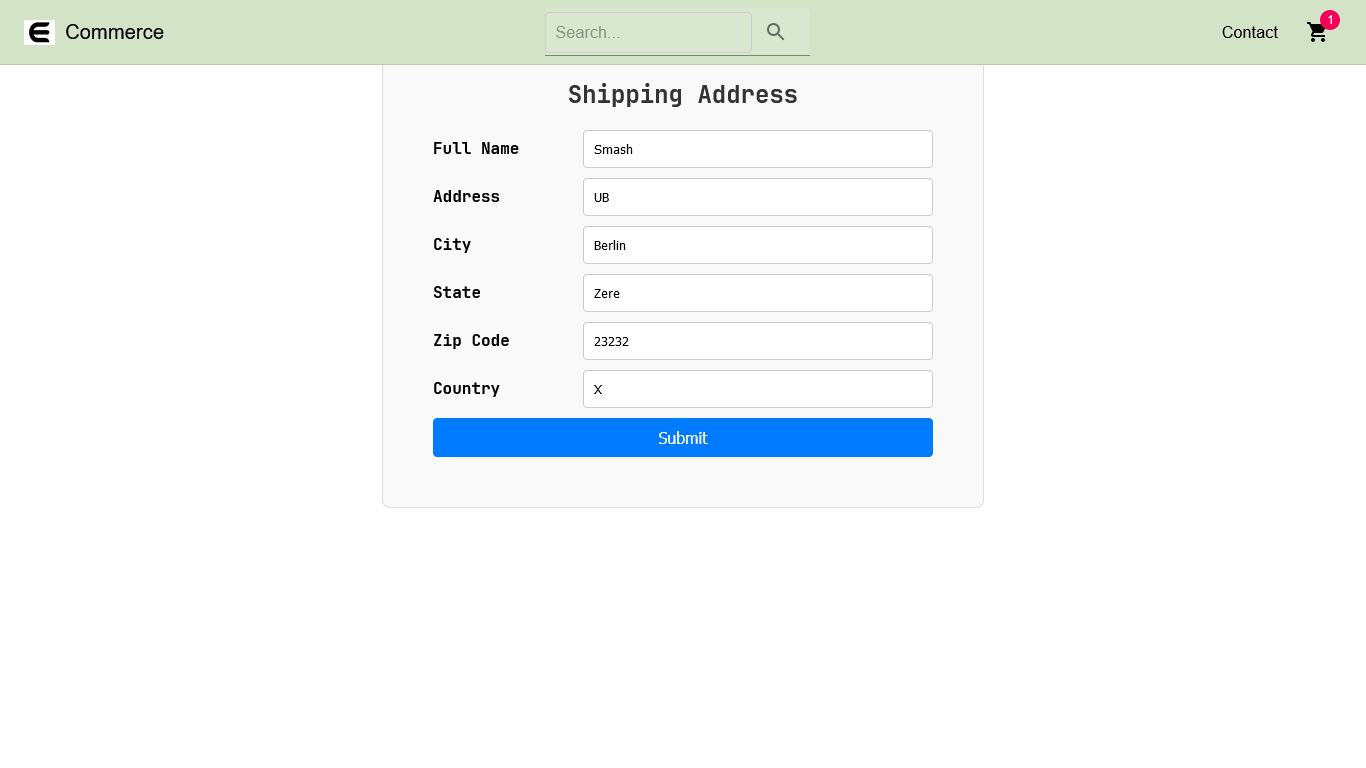 Commerce
Search...
Contact
1
Shipping Address
Full Name
Smash
Address
UB
City
Berlin
State
Zere
Zip Code
23232
Country
X
Submit